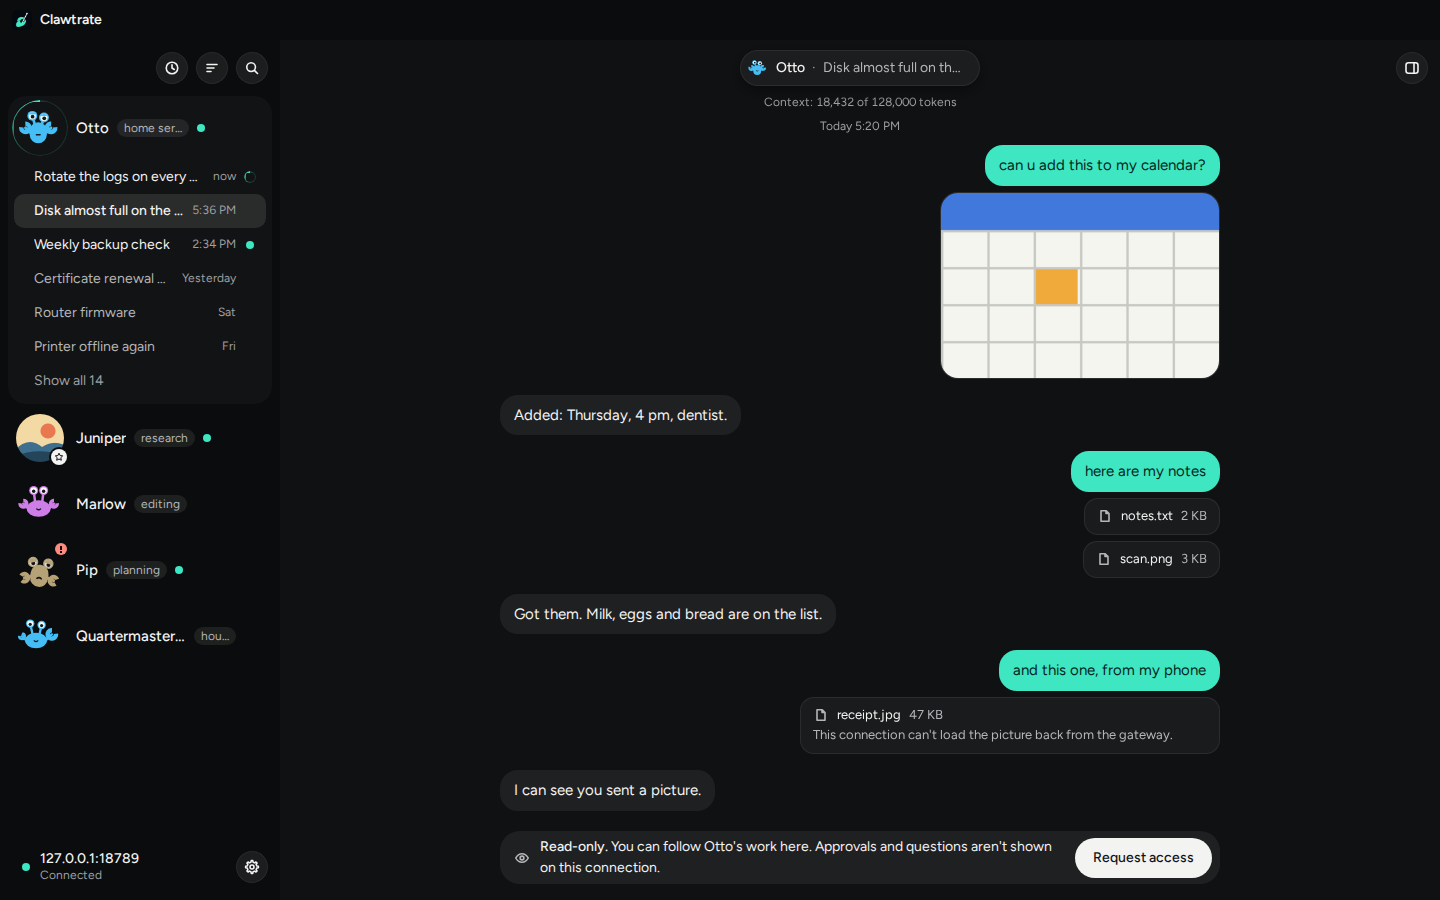 Clawtrate
Otto
home ser...
Rotate the logs on every ...
now
Disk almost full on the ...
5:36 PM
Weekly backup check
2:34 PM
Certificate renewal ...
Yesterday
Router firmware
Sat
Printer offline again
Fri
Show all 14
Juniper
research
Marlow
editing
Pip
planning
Quartermaster...
hou...
127.0.0.1:18789
Connected
Otto · Disk almost full on th...
Context: 18,432 of 128,000 tokens
Today 5:20 PM
can u add this to my calendar?
Added: Thursday, 4 pm, dentist.
here are my notes
notes.txt 2 KB
scan.png 3 KB
Got them. Milk, eggs and bread are on the list.
and this one, from my phone
receipt.jpg 47 KB
This connection can't load the picture back from the gateway.
I can see you sent a picture.
Read-only. You can follow Otto's work here. Approvals and questions aren't shown
on this connection.
Request access